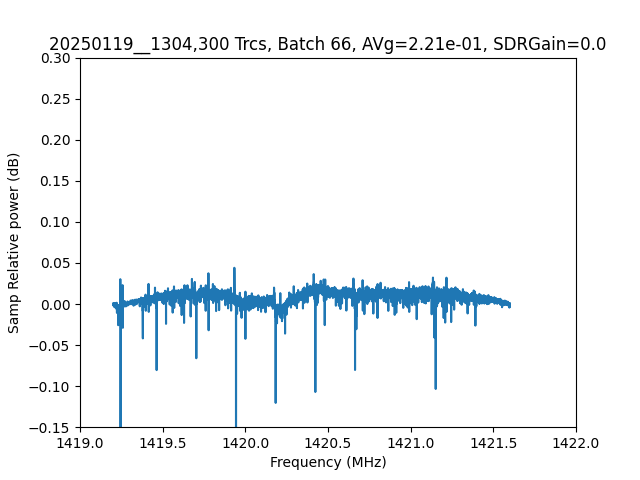 20250119__1304,300 Trcs, Batch 66, AVg=2.21e-01, SDRGain=0.0
0.30
0.25
0.20
0.15
0.10
0.05
0.00
−0.05
−0.10
−0.15
Samp Relative power (dB)
1419.0 1419.5 1420.0 1420.5 1421.0 1421.5 1422.0
Frequency (MHz)